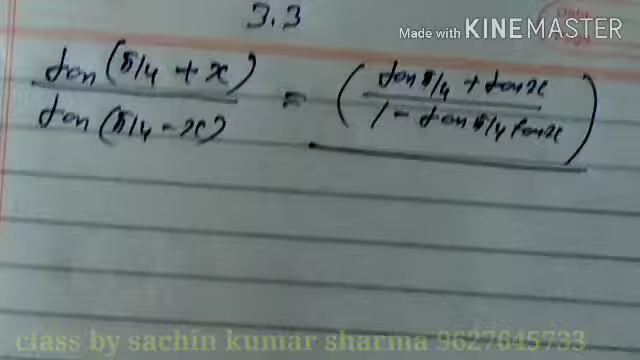 3.3
Made with KINEMASTER
tan(π/4 + x) / tan(π/4 - x) = (tan π/4 + tan x / 1 - tan π/4 tan x)
class by sachin kumar sharma 9627645733